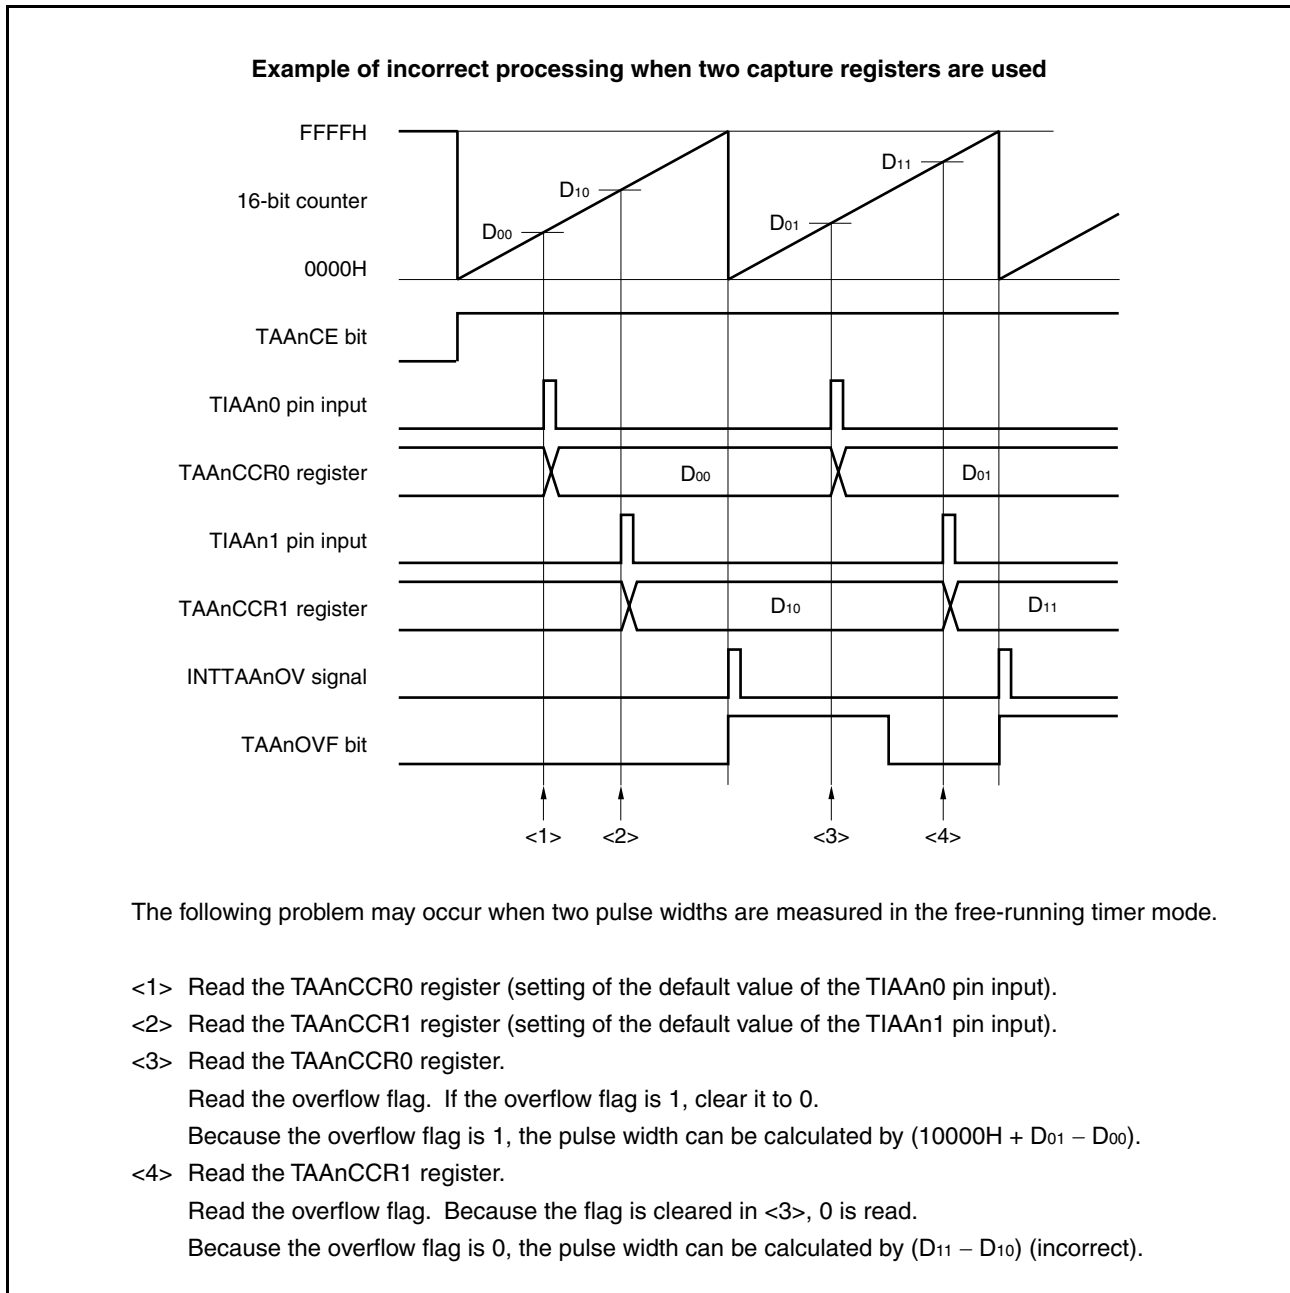 Example of incorrect processing when two capture registers are used
FFFFH
D11
D10
16-bit counter
D01
D00
0000H
TAAnCE bit
TIAAn0 pin input
TAAnCCR0 register D00 D01
TIAAn1 pin input
TAAnCCR1 register D10 D11
INTTAAnOV signal
TAAnOVF bit
<1> <2> <3> <4>
The following problem may occur when two pulse widths are measured in the free-running timer mode.
<1> Read the TAAnCCR0 register (setting of the default value of the TIAAn0 pin input).
<2> Read the TAAnCCR1 register (setting of the default value of the TIAAn1 pin input).
<3> Read the TAAnCCR0 register.
Read the overflow flag. If the overflow flag is 1, clear it to 0.
Because the overflow flag is 1, the pulse width can be calculated by (10000H + D01 − D00).
<4> Read the TAAnCCR1 register.
Read the overflow flag. Because the flag is cleared in <3>, 0 is read.
Because the overflow flag is 0, the pulse width can be calculated by (D11 − D10) (incorrect).